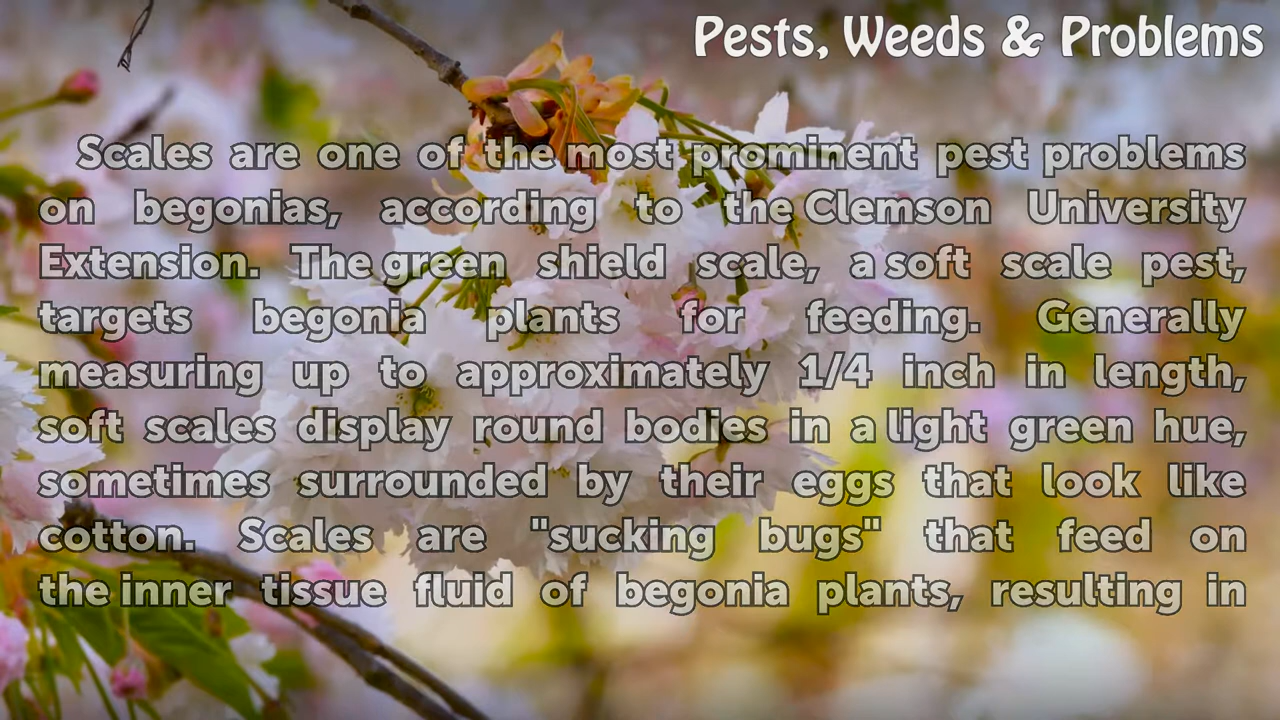 Pests, Weeds & Problems
Scales are one of the most prominent pest problems
on begonias, according to the Clemson University
Extension. The green shield scale, a soft scale pest,
targets begonia plants for feeding. Generally
measuring up to approximately 1/4 inch in length,
soft scales display round bodies in a light green hue,
sometimes surrounded by their eggs that look like
cotton. Scales are "sucking bugs" that feed on
the inner tissue fluid of begonia plants, resulting in